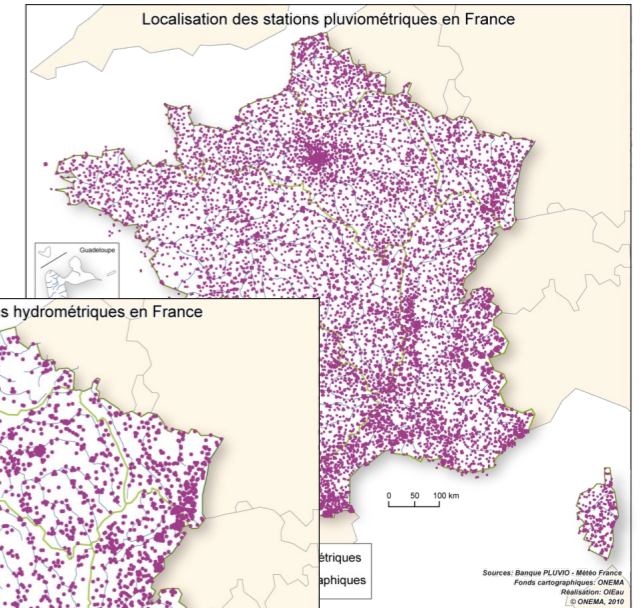 Localisation des stations pluviométriques en France
Guadeloupe
s hydrométriques en France
0 50 100 km
étriques
aphiques
Sources: Banque PLUVIO - Météo France
Fonds cartographiques: ONEMA
Réalisation: OIEau
© ONEMA, 2010